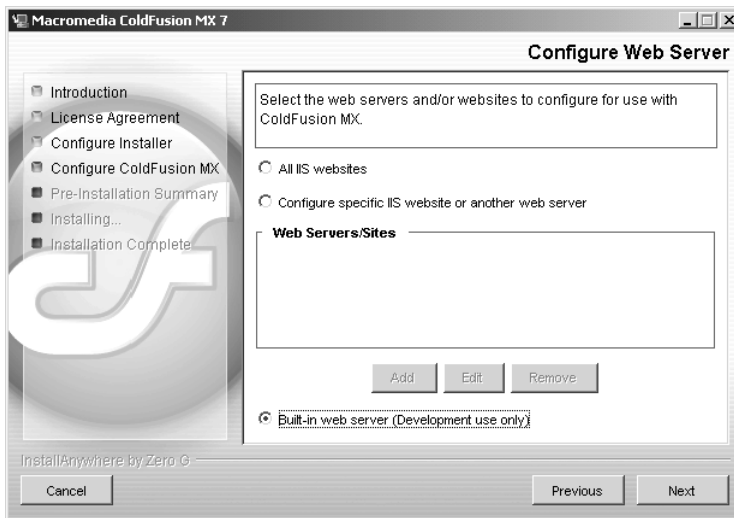 Macromedia ColdFusion MX 7
Configure Web Server
Introduction
License Agreement
Configure Installer
Configure ColdFusion MX
Pre-Installation Summary
Installing...
Installation Complete
Select the web servers and/or websites to configure for use with
ColdFusion MX.
All IIS websites
Configure specific IIS website or another web server
Web Servers/Sites
Add Edit Remove
Built-in web server (Development use only)
InstallAnywhere by Zero G
Cancel Previous Next